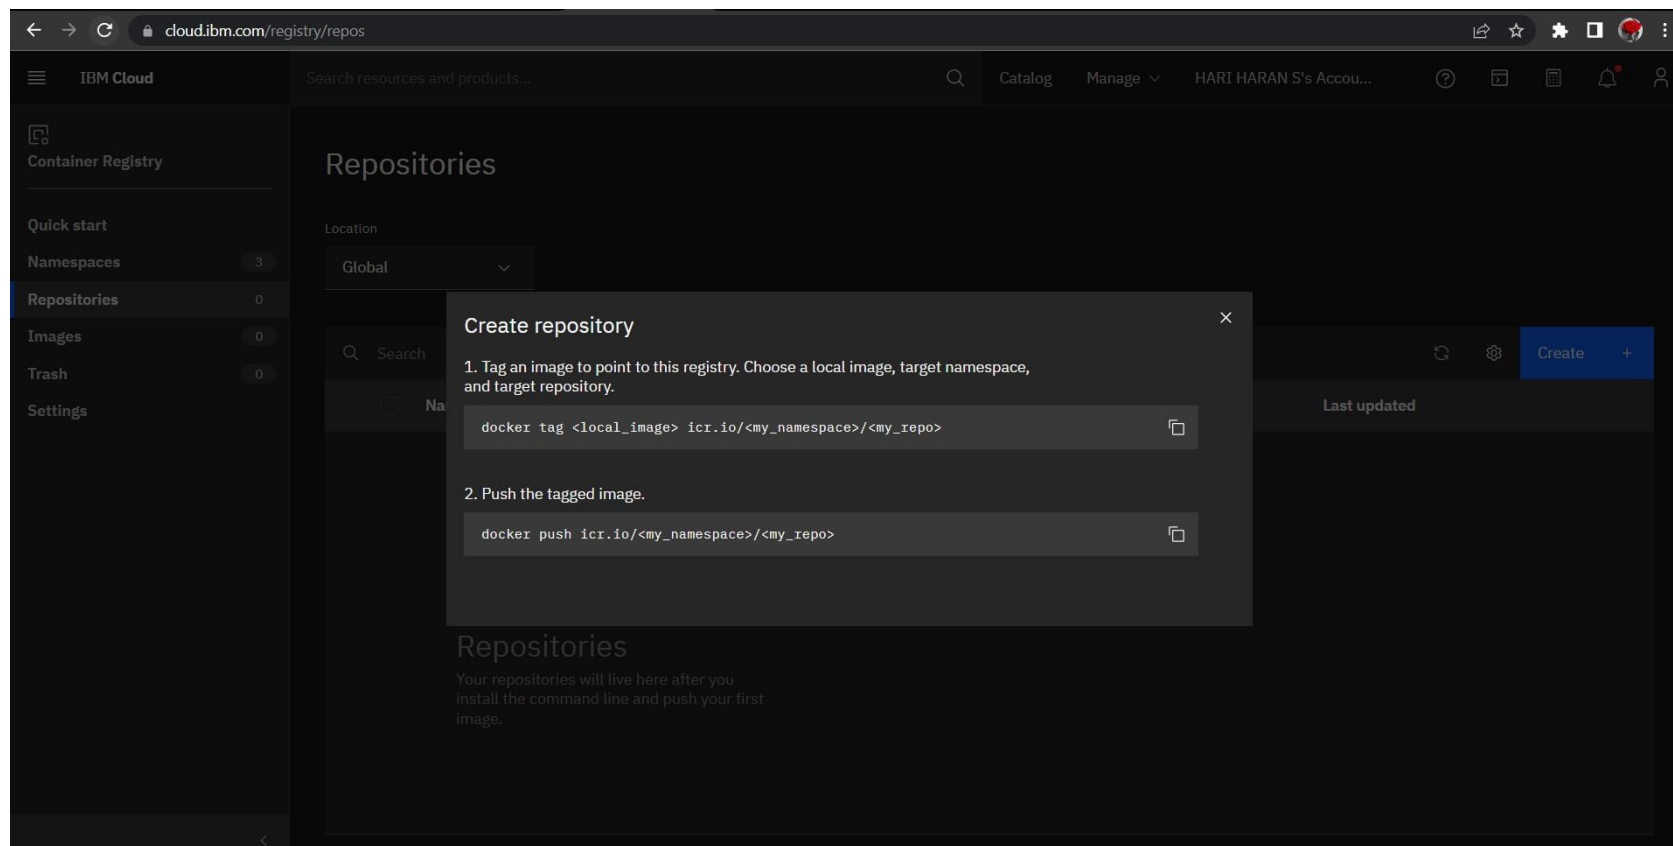 cloud.ibm.com/registry/repos
IBM Cloud
Search resources and products...
Catalog
Manage
HARI HARAN S's Accou...
Container Registry
Quick start
Namespaces 3
Repositories 0
Images 0
Trash 0
Settings
Repositories
Location
Global
Search
Create +
Na
Last updated
Create repository
1. Tag an image to point to this registry. Choose a local image, target namespace,
and target repository.
docker tag <local_image> icr.io/<my_namespace>/<my_repo>
2. Push the tagged image.
docker push icr.io/<my_namespace>/<my_repo>
Repositories
Your repositories will live here after you
install the command line and push your first
image.